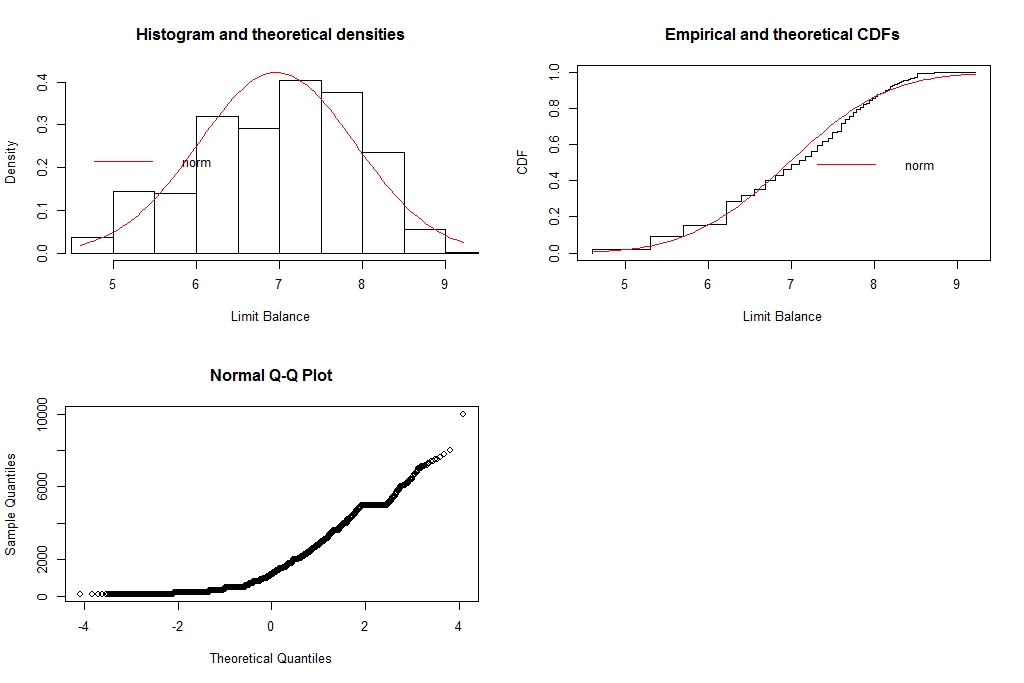 Histogram and theoretical densities
Density
0.0 0.1 0.2 0.3 0.4
norm
5 6 7 8 9
Limit Balance
Empirical and theoretical CDFs
CDF
0.0 0.2 0.4 0.6 0.8 1.0
norm
5 6 7 8 9
Limit Balance
Normal Q-Q Plot
Sample Quantiles
0 2000 6000 10000
-4 -2 0 2 4
Theoretical Quantiles